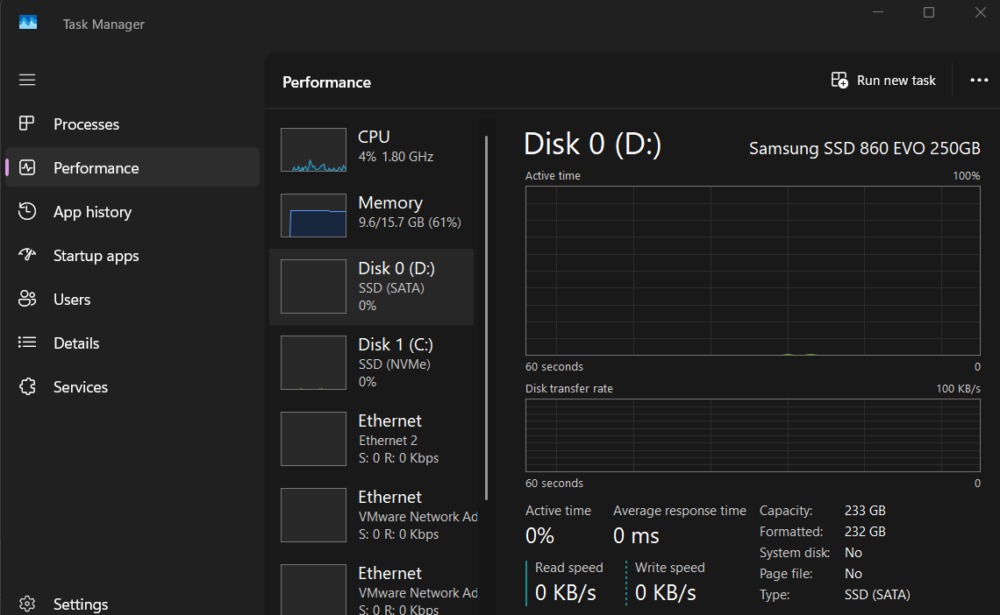 Task Manager
Performance
Run new task
Processes
Performance
App history
Startup apps
Users
Details
Services
Settings
CPU
4% 1.80 GHz
Memory
9.6/15.7 GB (61%)
Disk 0 (D:)
SSD (SATA)
0%
Disk 1 (C:)
SSD (NVMe)
0%
Ethernet
Ethernet 2
S: 0 R: 0 Kbps
Ethernet
VMware Network Ad
S: 0 R: 0 Kbps
Ethernet
VMware Network Ad
S: 0 R: 0 Kbps
Disk 0 (D:) Samsung SSD 860 EVO 250GB
Active time 100%
60 seconds 0
Disk transfer rate 100 KB/s
60 seconds 0
Active time Average response time
0% 0 ms
Read speed Write speed
0 KB/s 0 KB/s
Capacity: 233 GB
Formatted: 232 GB
System disk: No
Page file: No
Type: SSD (SATA)